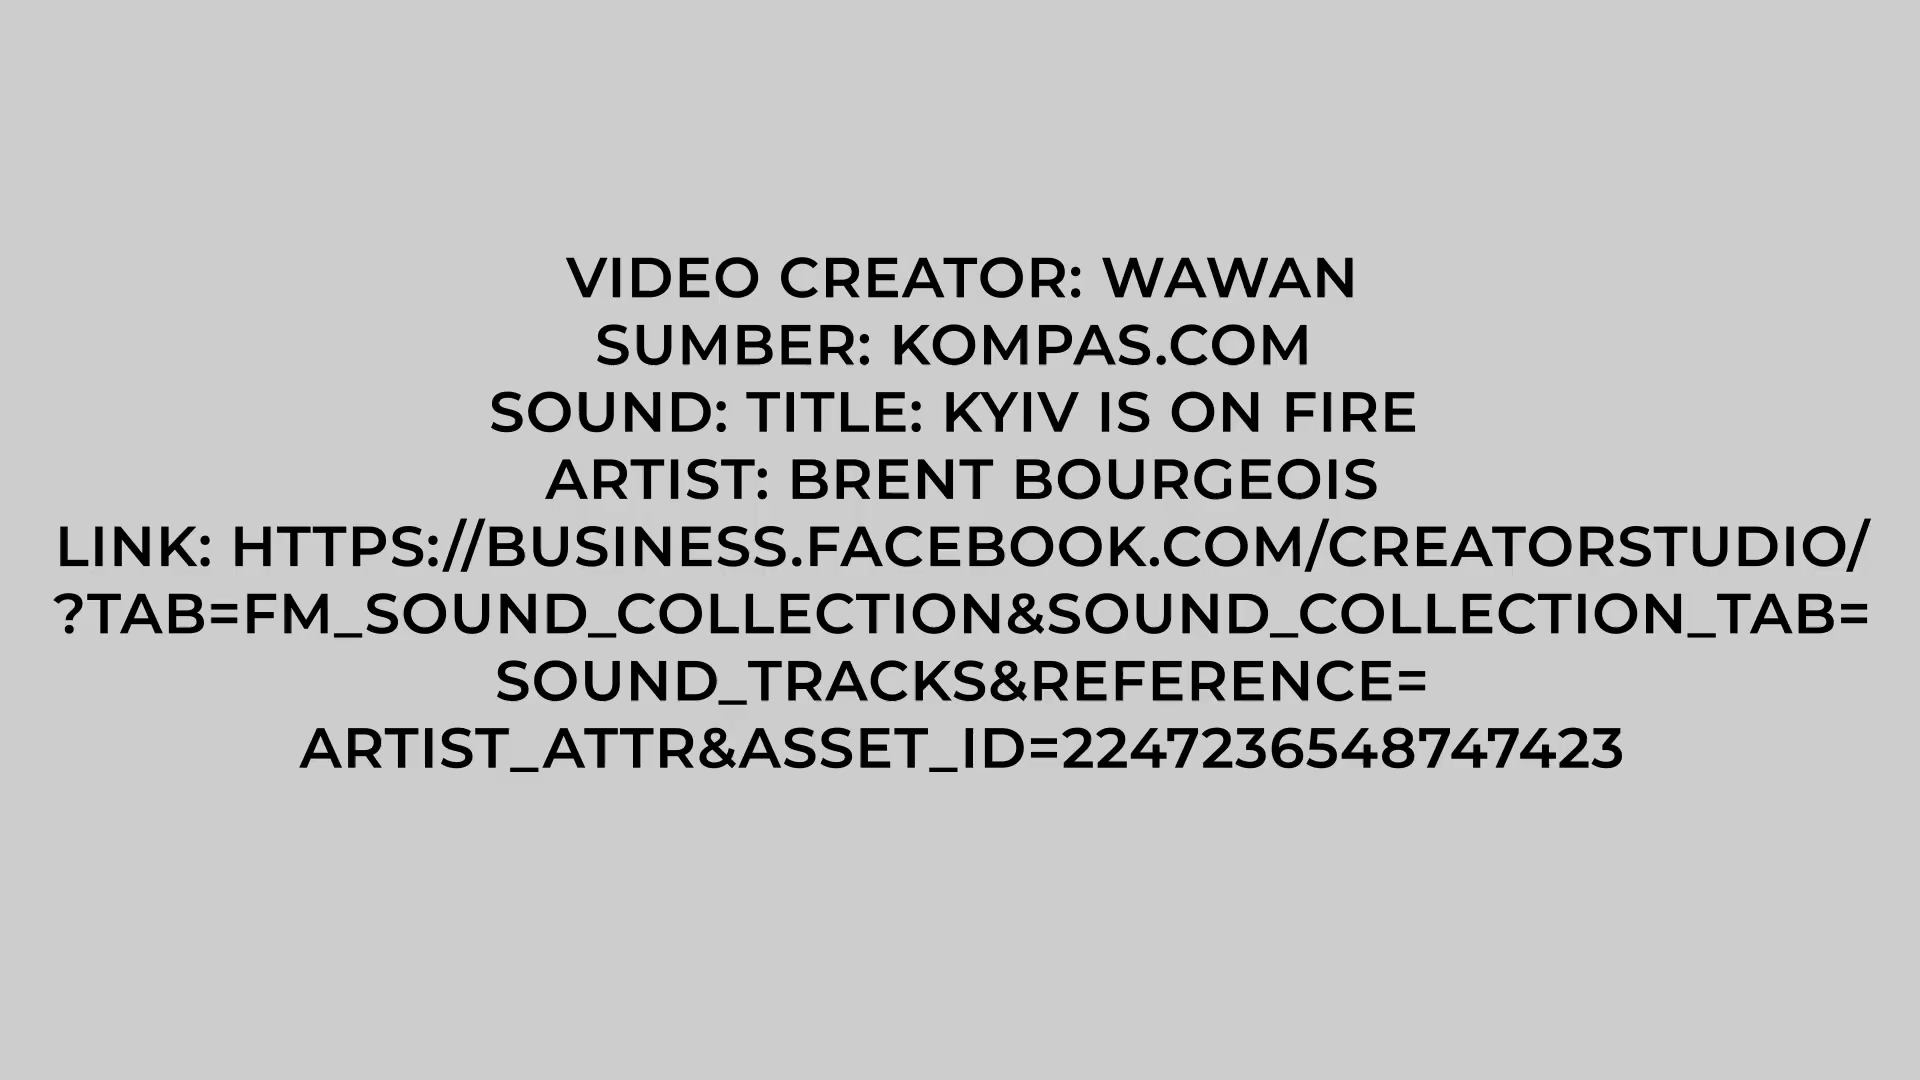 VIDEO CREATOR: WAWAN
SUMBER: KOMPAS.COM
SOUND: TITLE: KYIV IS ON FIRE
ARTIST: BRENT BOURGEOIS
LINK: HTTPS://BUSINESS.FACEBOOK.COM/CREATORSTUDIO/
?TAB=FM_SOUND_COLLECTION&SOUND_COLLECTION_TAB=
SOUND_TRACKS&REFERENCE=
ARTIST_ATTR&ASSET_ID=2247236548747423